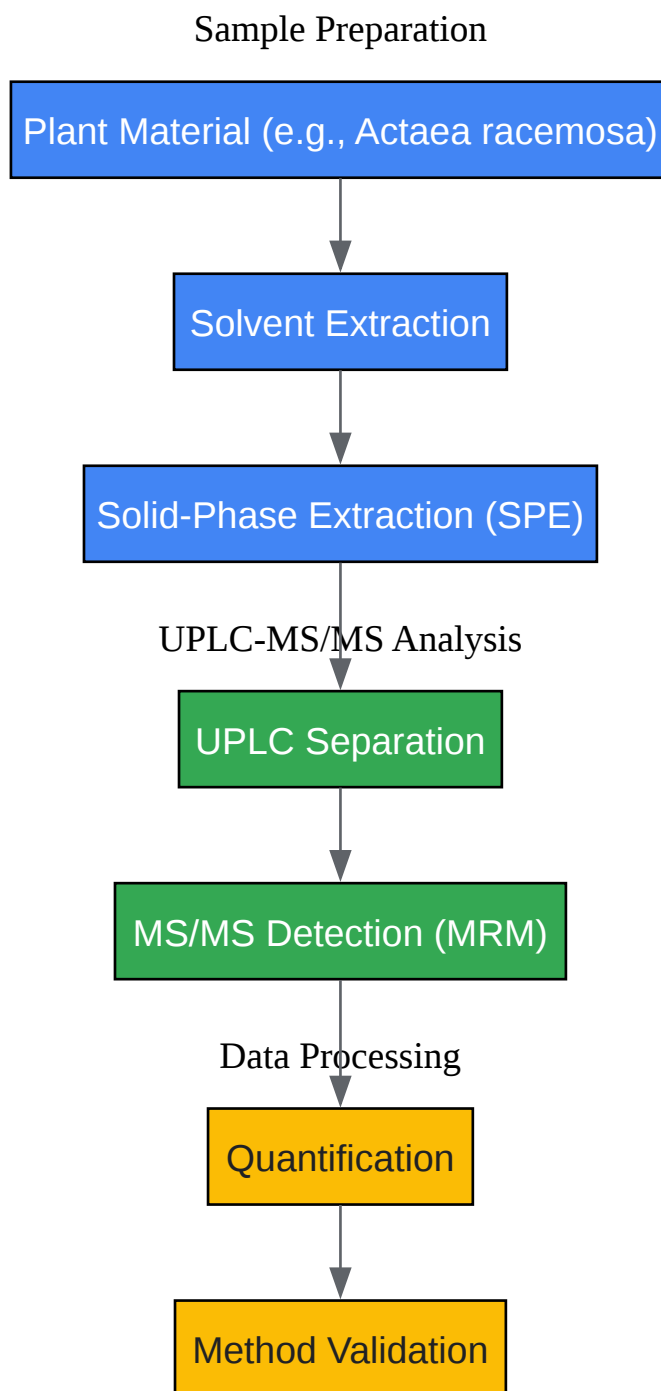 Sample Preparation
Plant Material (e.g., Actaea racemosa)
Solvent Extraction
Solid-Phase Extraction (SPE)
UPLC-MS/MS Analysis
UPLC Separation
MS/MS Detection (MRM)
Data Processing
Quantification
Method Validation